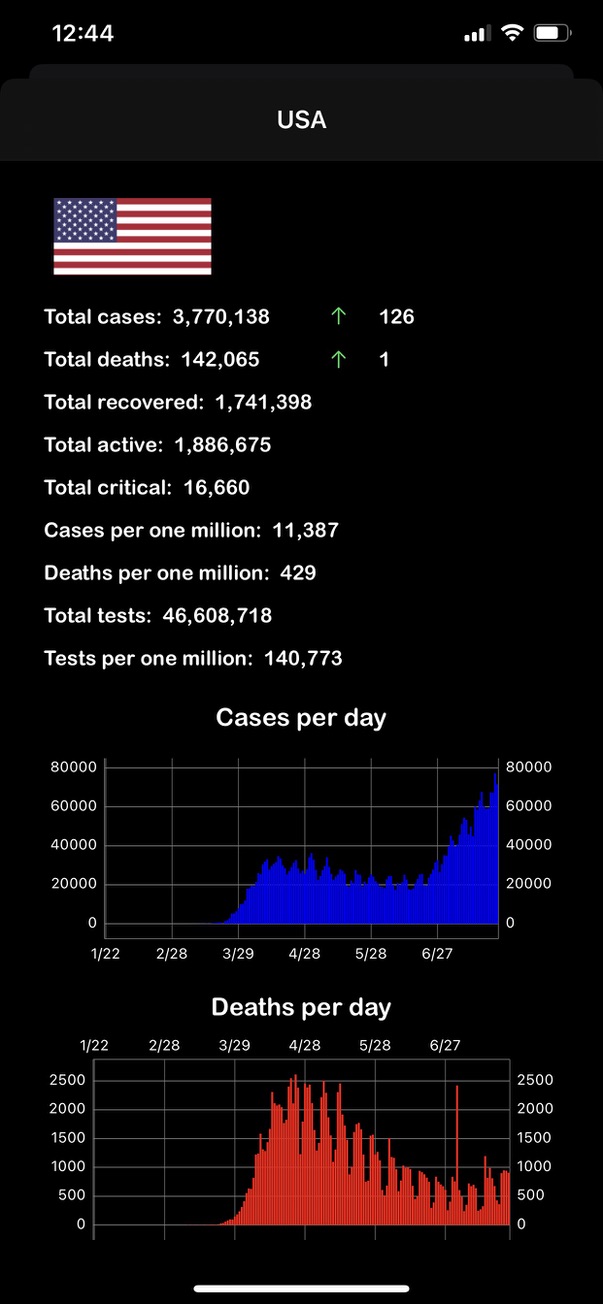 12:44
USA
Total cases: 3,770,138 ↑ 126
Total deaths: 142,065 ↑ 1
Total recovered: 1,741,398
Total active: 1,886,675
Total critical: 16,660
Cases per one million: 11,387
Deaths per one million: 429
Total tests: 46,608,718
Tests per one million: 140,773
Cases per day
80000 80000
60000 60000
40000 40000
20000 20000
0 0
1/22 2/28 3/29 4/28 5/28 6/27
Deaths per day
1/22 2/28 3/29 4/28 5/28 6/27
2500 2500
2000 2000
1500 1500
1000 1000
500 500
0 0